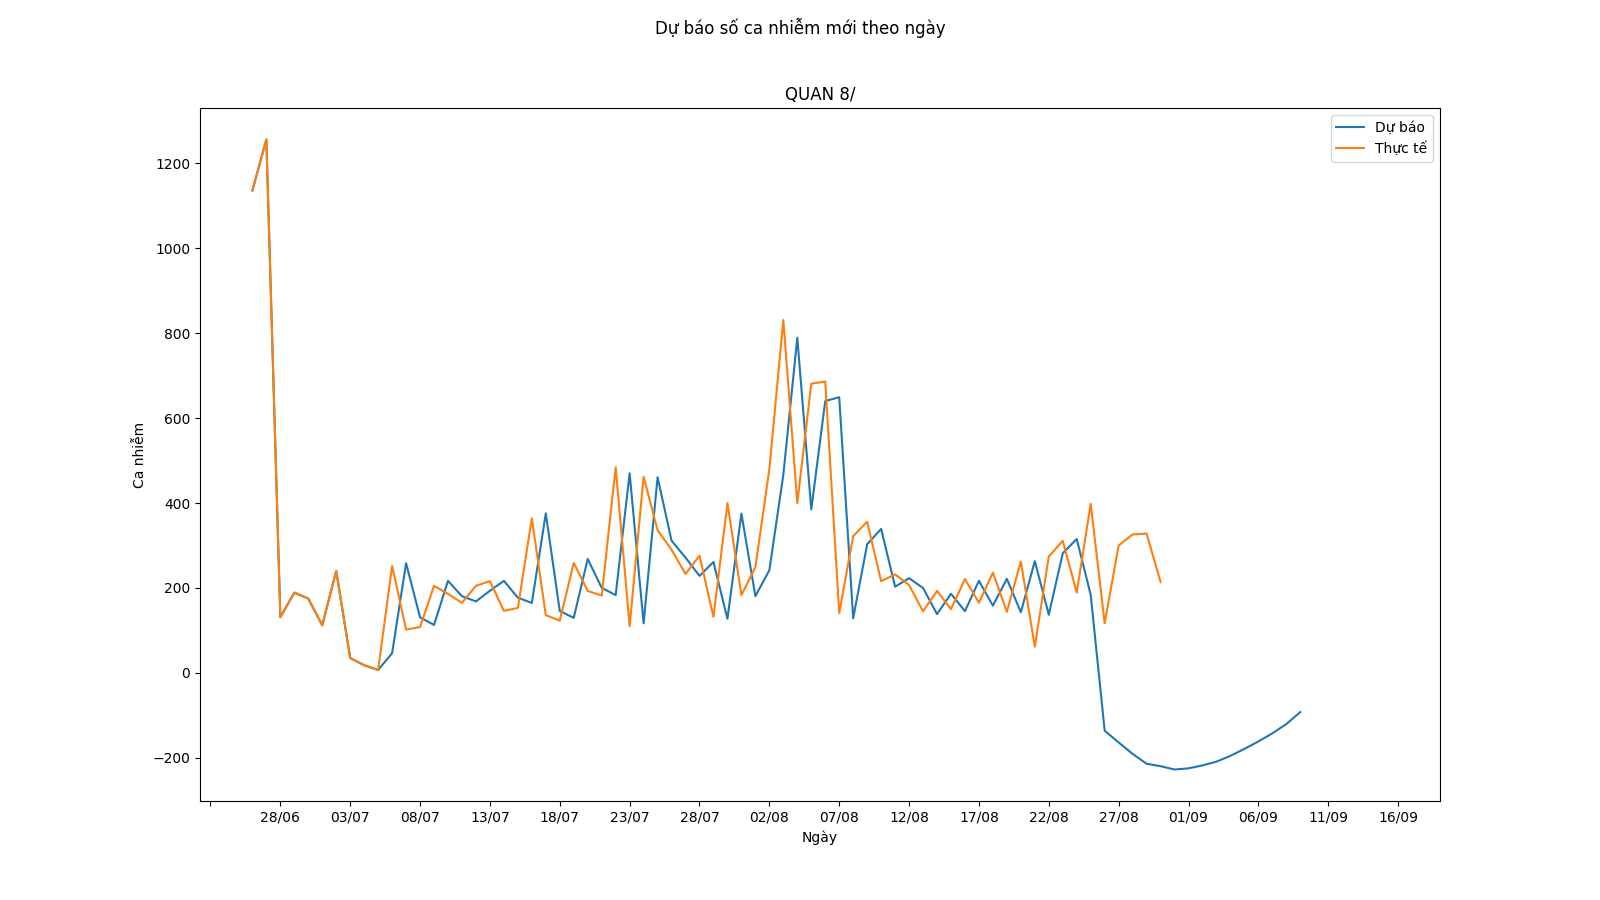 Dự báo số ca nhiễm mới theo ngày
QUAN 8/
Dự báo
Thực tế
1200
1000
800
600
400
200
0
−200
Ca nhiễm
28/06 03/07 08/07 13/07 18/07 23/07 28/07 02/08 07/08 12/08 17/08 22/08 27/08 01/09 06/09 11/09 16/09
Ngày